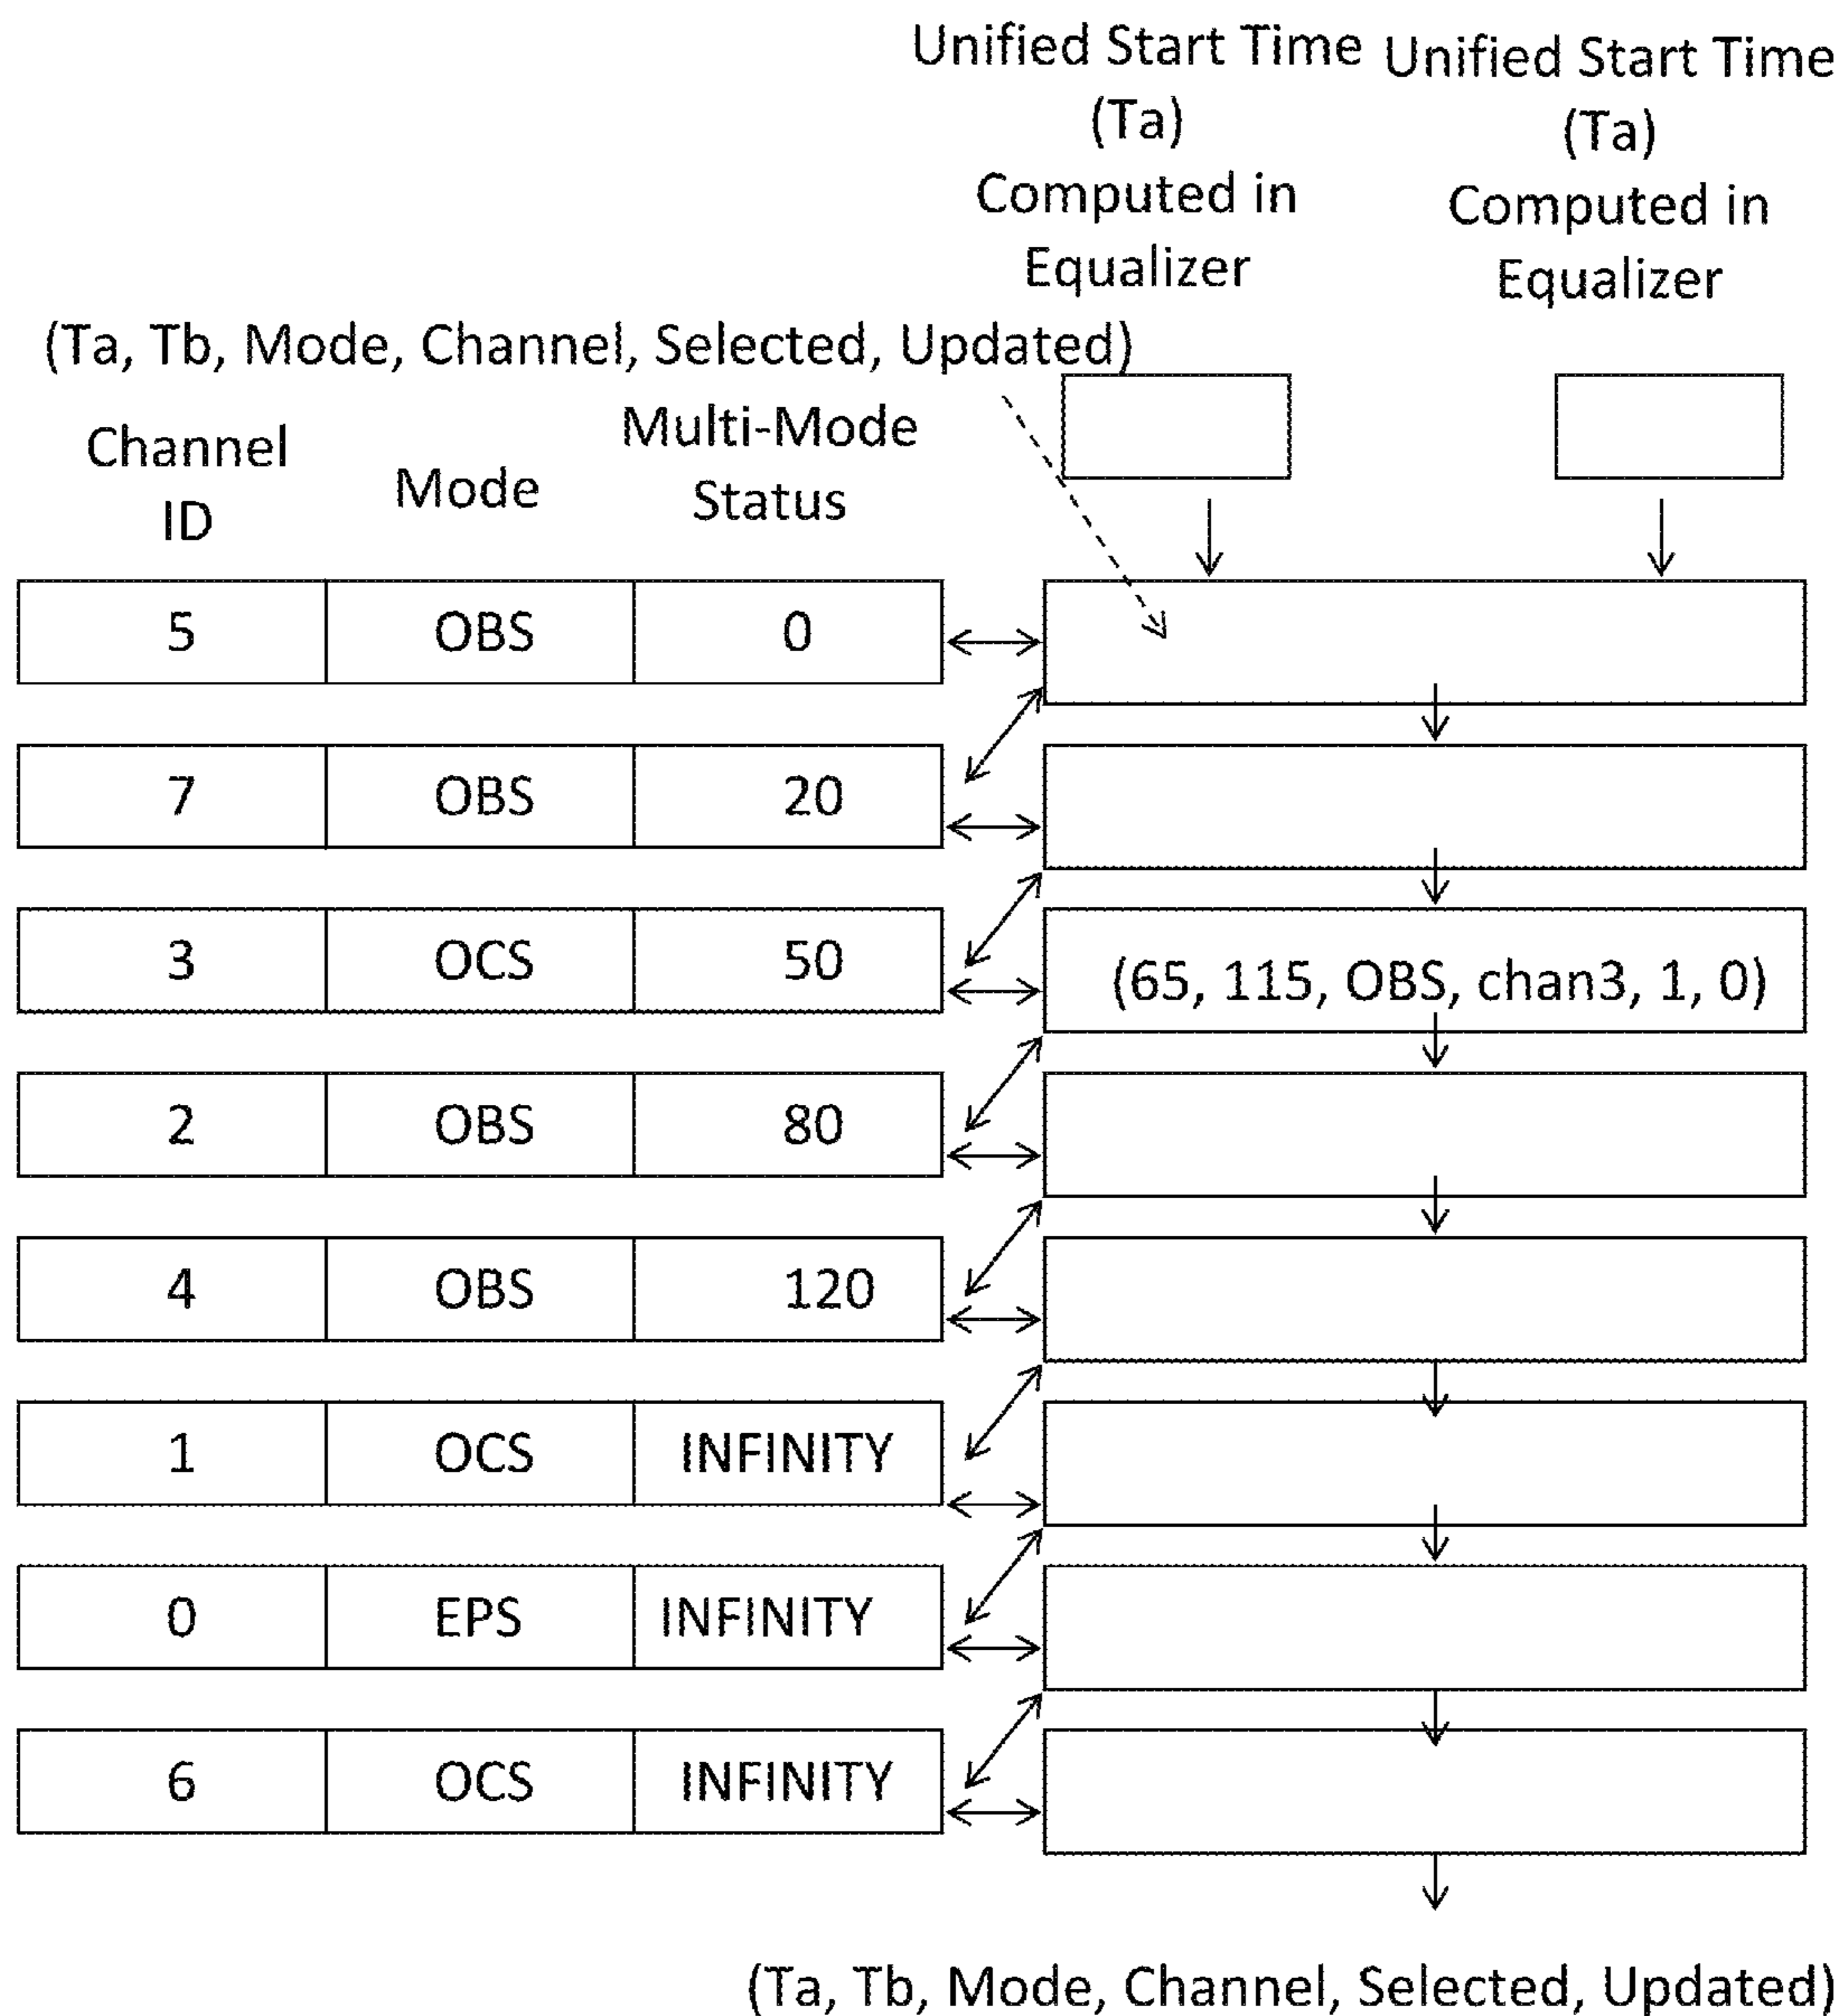 Unified Start Time
(Ta)
Computed in
Equalizer
Unified Start Time
(Ta)
Computed in
Equalizer
(Ta, Tb, Mode, Channel, Selected, Updated)
Channel
ID
Mode
Multi-Mode
Status
5 OBS 0
7 OBS 20
3 OCS 50
(65, 115, OBS, chan3, 1, 0)
2 OBS 80
4 OBS 120
1 OCS INFINITY
0 EPS INFINITY
6 OCS INFINITY
(Ta, Tb, Mode, Channel, Selected, Updated)